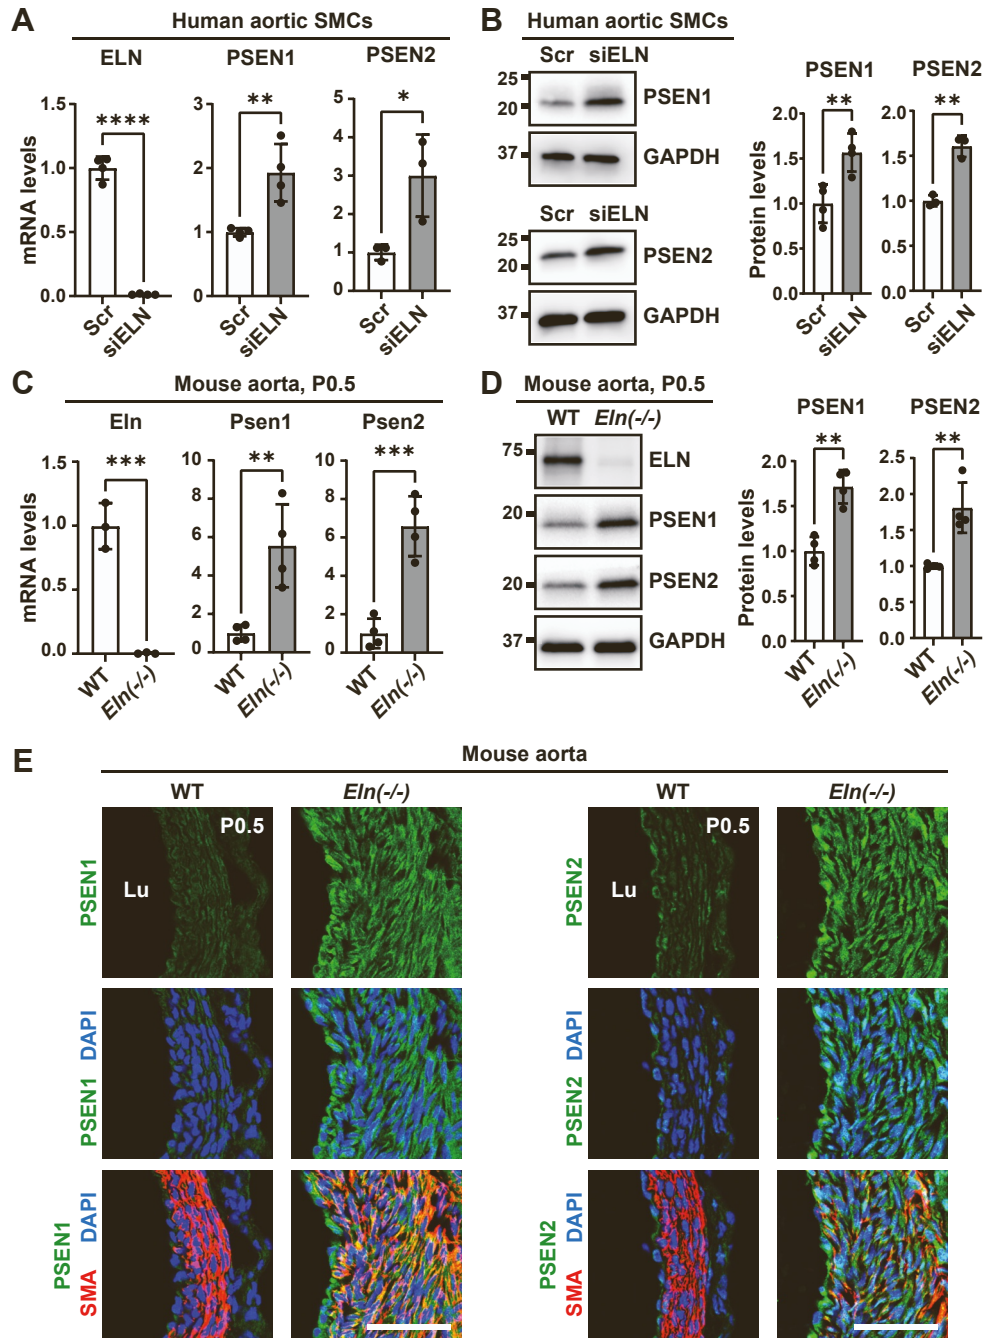 A
Human aortic SMCs
ELN
PSEN1
PSEN2
mRNA levels
1.5
1.0
0.5
0.0
****
Scr
siELN
3
2
1
0
**
Scr
siELN
5
4
3
2
1
0
*
Scr
siELN
B
Human aortic SMCs
Scr siELN
25
20
PSEN1
37
GAPDH
Scr siELN
25
20
PSEN2
37
GAPDH
PSEN1
Protein levels
2.0
1.5
1.0
0.5
0.0
**
Scr
siELN
PSEN2
2.0
1.5
1.0
0.5
0.0
**
Scr
siELN
C
Mouse aorta, P0.5
Eln
Psen1
Psen2
mRNA levels
1.5
1.0
0.5
0.0
***
WT
Eln(-/-)
10
8
6
4
2
0
**
WT
Eln(-/-)
10
8
6
4
2
0
***
WT
Eln(-/-)
D
Mouse aorta, P0.5
WT Eln(-/-)
75
ELN
20
PSEN1
20
PSEN2
37
GAPDH
PSEN1
Protein levels
2.0
1.5
1.0
0.5
0.0
**
WT
Eln(-/-)
PSEN2
2.5
2.0
1.5
1.0
0.5
0.0
**
WT
Eln(-/-)
E
Mouse aorta
WT
Eln(-/-)
WT
Eln(-/-)
PSEN1
P0.5
Lu
PSEN2
P0.5
Lu
PSEN1 DAPI
PSEN2 DAPI
PSEN1
SMA DAPI
PSEN2
SMA DAPI